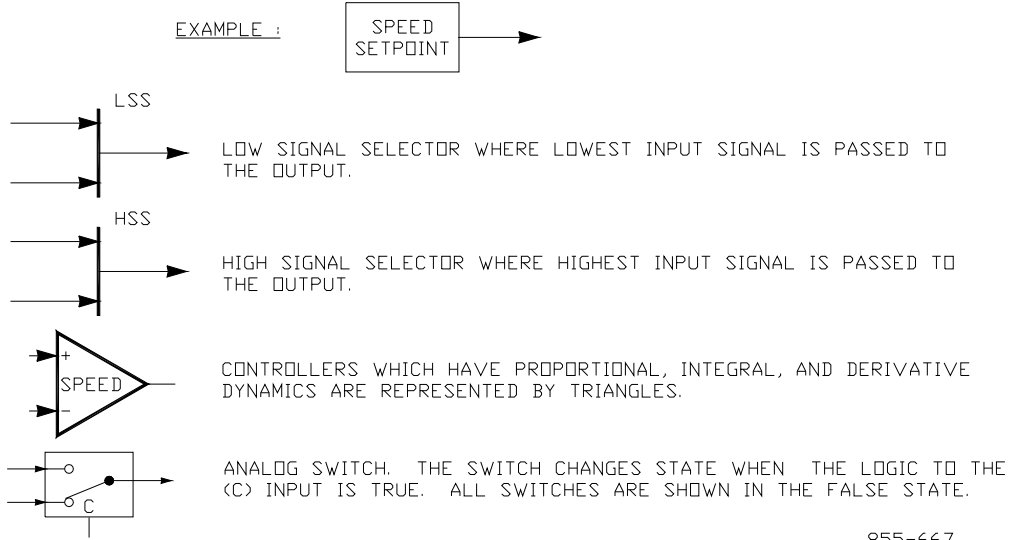 EXAMPLE :
SPEED
SETPOINT
LSS
LOW SIGNAL SELECTOR WHERE LOWEST INPUT SIGNAL IS PASSED TO
THE OUTPUT.
HSS
HIGH SIGNAL SELECTOR WHERE HIGHEST INPUT SIGNAL IS PASSED TO
THE OUTPUT.
+
SPEED
-
CONTROLLERS WHICH HAVE PROPORTIONAL, INTEGRAL, AND DERIVATIVE
DYNAMICS ARE REPRESENTED BY TRIANGLES.
C
ANALOG SWITCH. THE SWITCH CHANGES STATE WHEN THE LOGIC TO THE
(C) INPUT IS TRUE. ALL SWITCHES ARE SHOWN IN THE FALSE STATE.
855-667